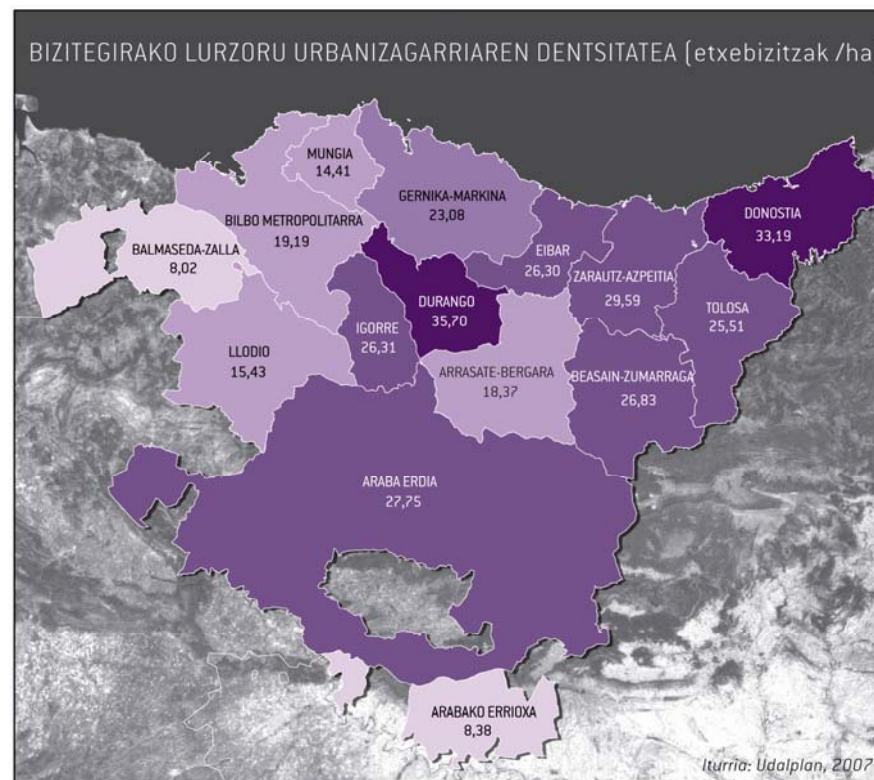 BIZITEGIRAKO LURZORU URBANIZAGARRIAREN DENTSITATEA (etxebizitzak /ha
MUNGIA
14,41
GERNIKA-MARKINA
23,08
DONOSTIA
33,19
BILBO METROPOLITARRA
19,19
BALMASEDA-ZALLA
8,02
EIBAR
26,30
ZARAUTZ-AZPEITIA
29,59
DURANGO
35,70
TOLOSA
25,51
IGORRE
26,31
LLODIO
15,43
ARRASATE-BERGARA
18,37
BEASAIN-ZUMARRAGA
26,83
ARABA ERDIA
27,75
ARABAKO ERRIOXA
8,38
Iturria: Udalplan, 2007